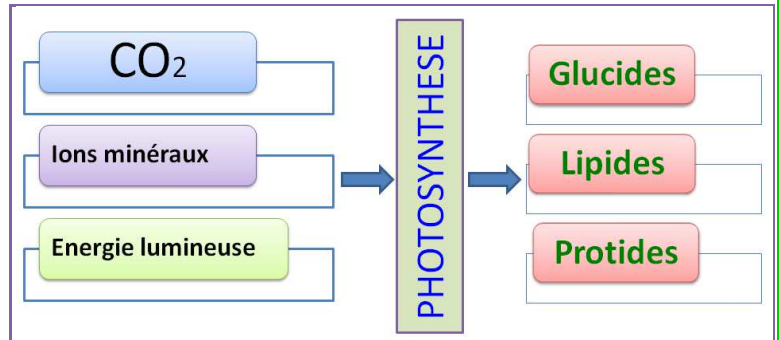 CO2
Ions minéraux
Energie lumineuse
PHOTOSYNTHESE
Glucides
Lipides
Protides